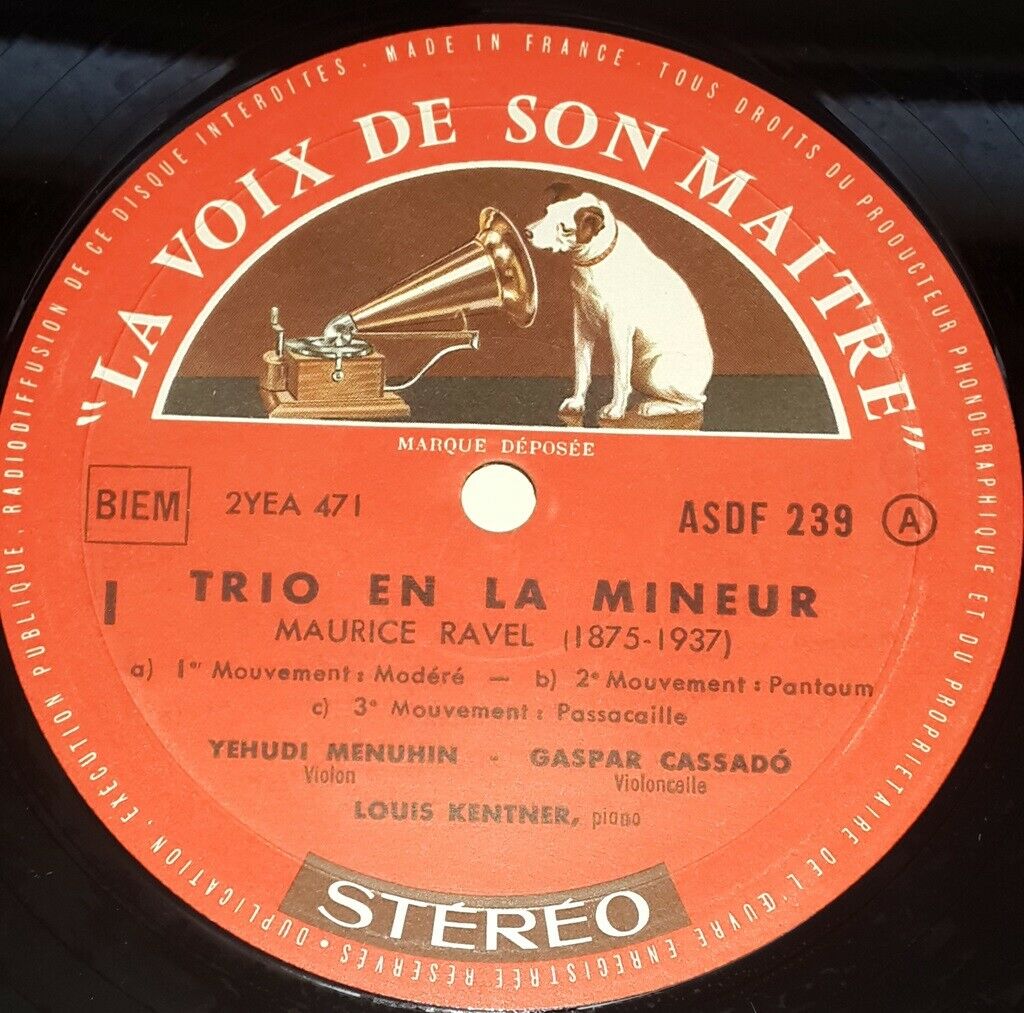 MADE IN FRANCE · TOUS DROITS DU PRODUCTEUR PHONOGRAPHIQUE ET DU PROPRIÉTAIRE DE L'ŒUVRE ENREGISTRÉE RÉSERVÉS · DUPLICATION, EXÉCUTION PUBLIQUE, RADIODIFFUSION DE CE DISQUE INTERDITES ·
"LA VOIX DE SON MAITRE"
MARQUE DÉPOSÉE
BIEM 2YEA 471 ASDF 239 A
I TRIO EN LA MINEUR
MAURICE RAVEL (1875-1937)
a) 1er Mouvement : Modéré — b) 2e Mouvement : Pantoum
c) 3e Mouvement : Passacaille
YEHUDI MENUHIN - GASPAR CASSADÓ
Violon Violoncelle
LOUIS KENTNER, piano
STÉRÉO